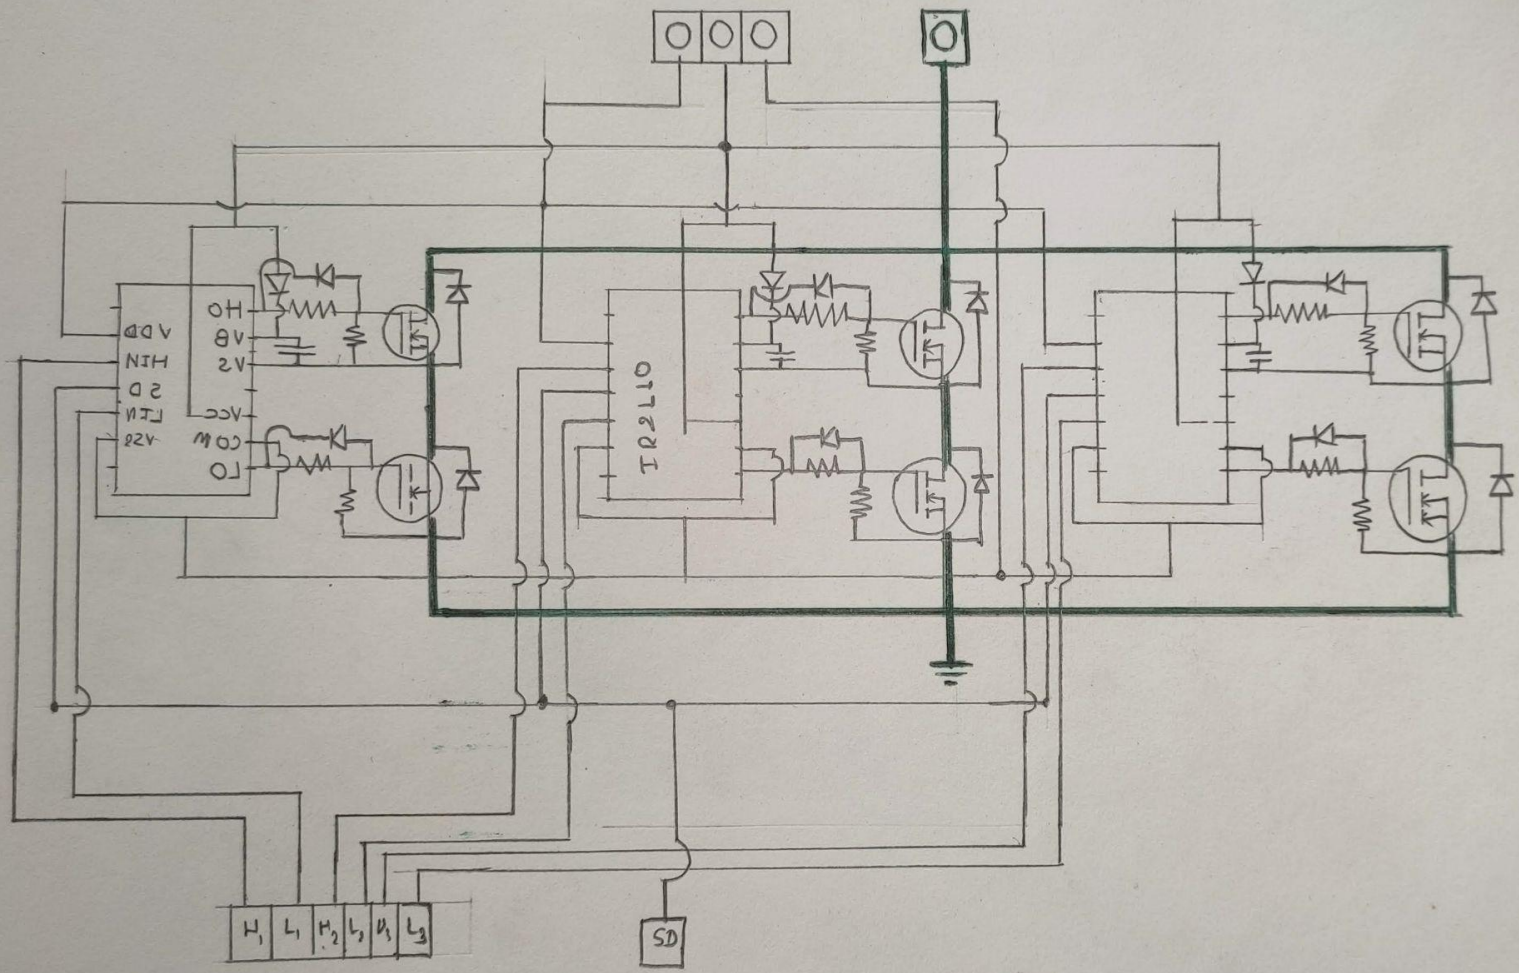 HO
VDD
VB
HIN
VS
SD
LIN
VCC
VSS
COM
LO
IR2110
H₁ L₁ H₂ L₂ H₃ L₃
SD